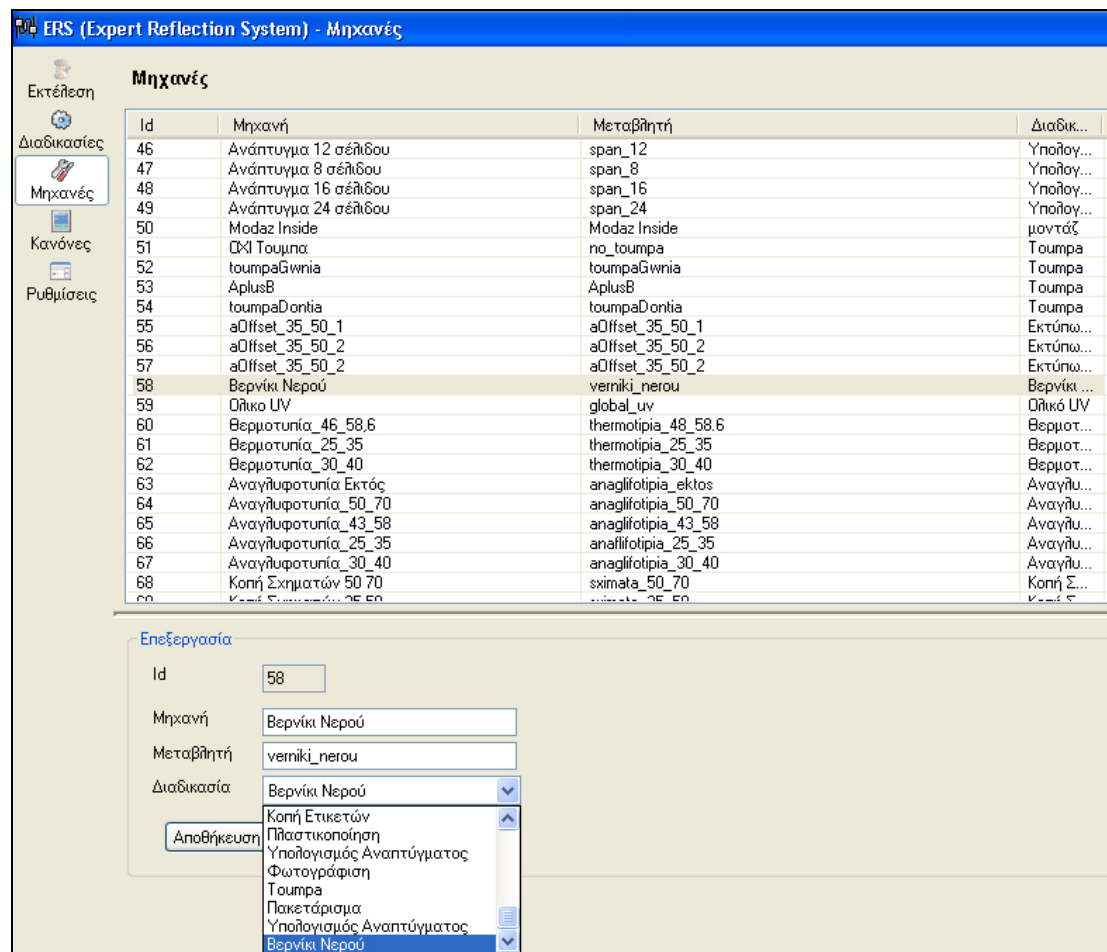 ERS (Expert Reflection System) - Μηχανές
Εκτέλεση
Διαδικασίες
Μηχανές
Κανόνες
Ρυθμίσεις
Μηχανές
Id Μηχανή Μεταβλητή Διαδικ...
46 Ανάπτυγμα 12 σέλιδου span_12 Υπολογ...
47 Ανάπτυγμα 8 σέλιδου span_8 Υπολογ...
48 Ανάπτυγμα 16 σέλιδου span_16 Υπολογ...
49 Ανάπτυγμα 24 σέλιδου span_24 Υπολογ...
50 Modaz Inside Modaz Inside μοντάζ
51 ΟΧΙ Τουμπα no_toumpa Toumpa
52 toumpaGwnia toumpaGwnia Toumpa
53 AplusB AplusB Toumpa
54 toumpaDontia toumpaDontia Toumpa
55 aOffset_35_50_1 aOffset_35_50_1 Εκτύπω...
56 aOffset_35_50_2 aOffset_35_50_2 Εκτύπω...
57 aOffset_35_50_2 aOffset_35_50_2 Εκτύπω...
58 Βερνίκι Νερού verniki_nerou Βερνίκι ...
59 Ολικο UV global_uv Ολικό UV
60 Θερμοτυπία_46_58,6 thermotipia_48_58.6 Θερμοτ...
61 Θερμοτυπία_25_35 thermotipia_25_35 Θερμοτ...
62 Θερμοτυπία_30_40 thermotipia_30_40 Θερμοτ...
63 Αναγλυφοτυπία Εκτός anaglifotipia_ektos Αναγλυ...
64 Αναγλυφοτυπία_50_70 anaglifotipia_50_70 Αναγλυ...
65 Αναγλυφοτυπία_43_58 anaglifotipia_43_58 Αναγλυ...
66 Αναγλυφοτυπία_25_35 anaflifotipia_25_35 Αναγλυ...
67 Αναγλυφοτυπία_30_40 anaglifotipia_30_40 Αναγλυ...
68 Κοπή Σχημάτων 50 70 sximata_50_70 Κοπή Σ...
Επεξεργασία
Id 58
Μηχανή Βερνίκι Νερού
Μεταβλητή verniki_nerou
Διαδικασία Βερνίκι Νερού
Κοπή Ετικετών
Αποθήκευση
Πλαστικοποίηση
Υπολογισμός Αναπτύγματος
Φωτογράφιση
Toumpa
Πακετάρισμα
Υπολογισμός Αναπτύγματος
Βερνίκι Νερού